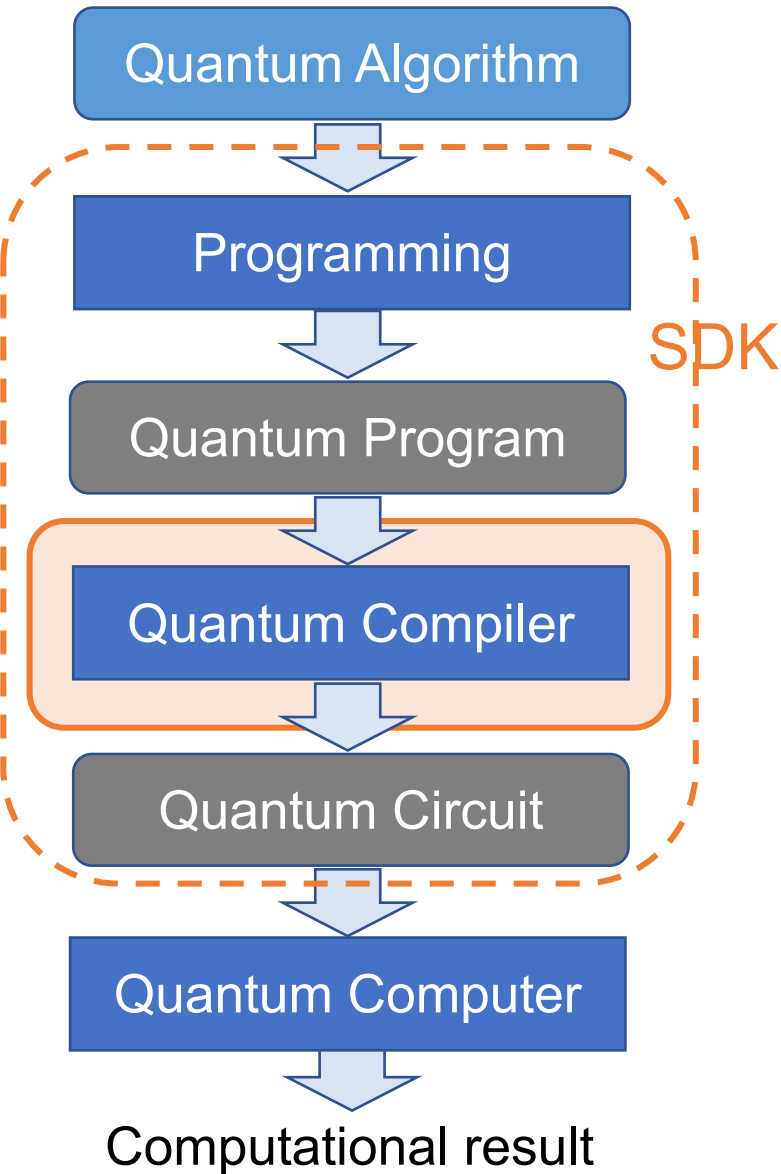 Quantum Algorithm
Programming
SDK
Quantum Program
Quantum Compiler
Quantum Circuit
Quantum Computer
Computational result